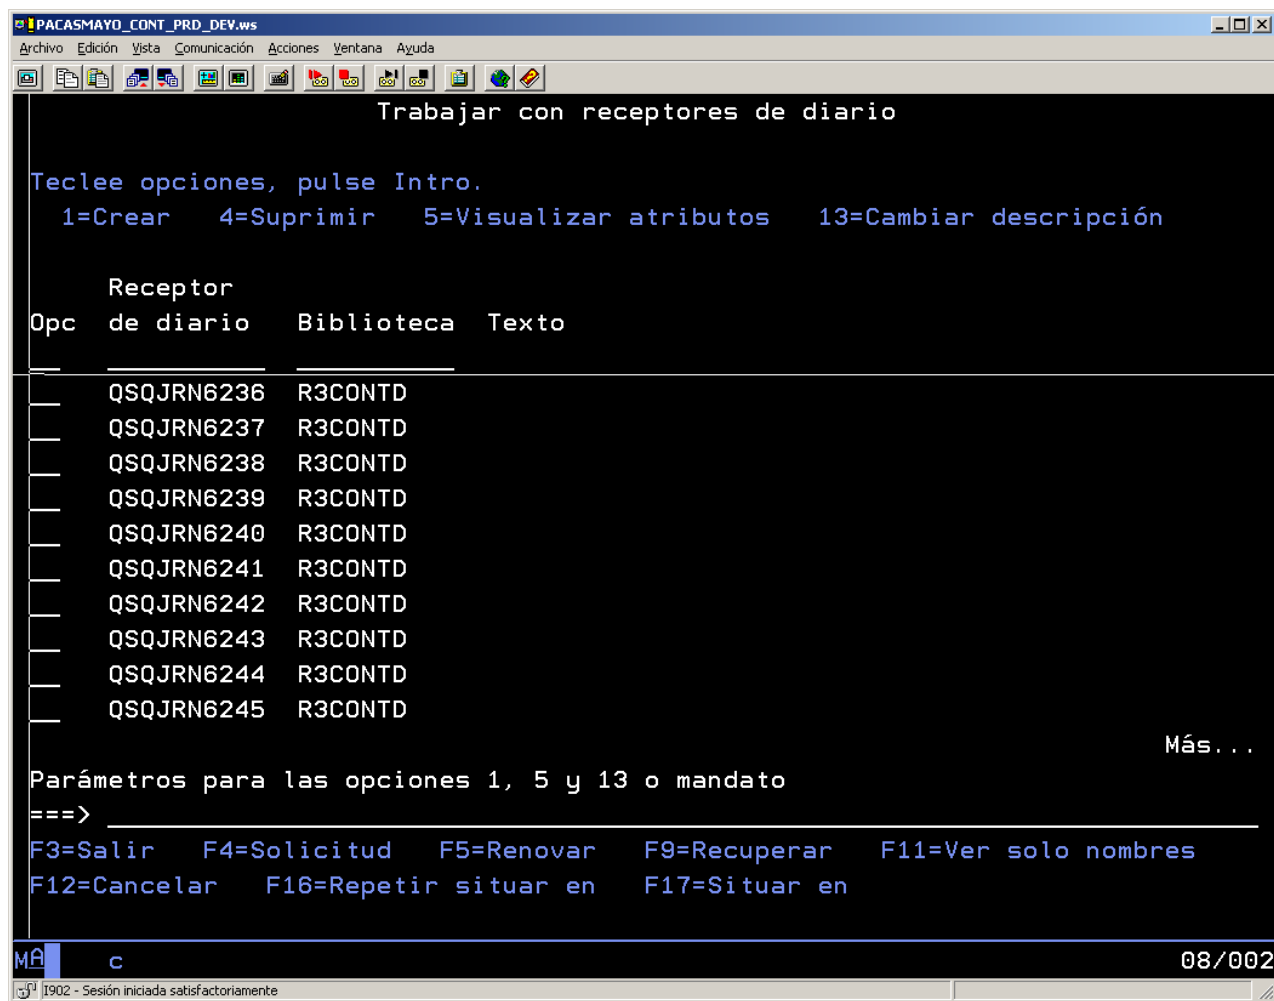 PACASMAYO_CONT_PRD_DEV.ws
Archivo Edición Vista Comunicación Acciones Ventana Ayuda
Trabajar con receptores de diario
Teclee opciones, pulse Intro.
1=Crear 4=Suprimir 5=Visualizar atributos 13=Cambiar descripción
Receptor
Opc de diario Biblioteca Texto
QSQJRN6236 R3CONTD
QSQJRN6237 R3CONTD
QSQJRN6238 R3CONTD
QSQJRN6239 R3CONTD
QSQJRN6240 R3CONTD
QSQJRN6241 R3CONTD
QSQJRN6242 R3CONTD
QSQJRN6243 R3CONTD
QSQJRN6244 R3CONTD
QSQJRN6245 R3CONTD
Más...
Parámetros para las opciones 1, 5 y 13 o mandato
===>
F3=Salir F4=Solicitud F5=Renovar F9=Recuperar F11=Ver solo nombres
F12=Cancelar F16=Repetir situar en F17=Situar en
MA c 08/002
I902 - Sesión iniciada satisfactoriamente